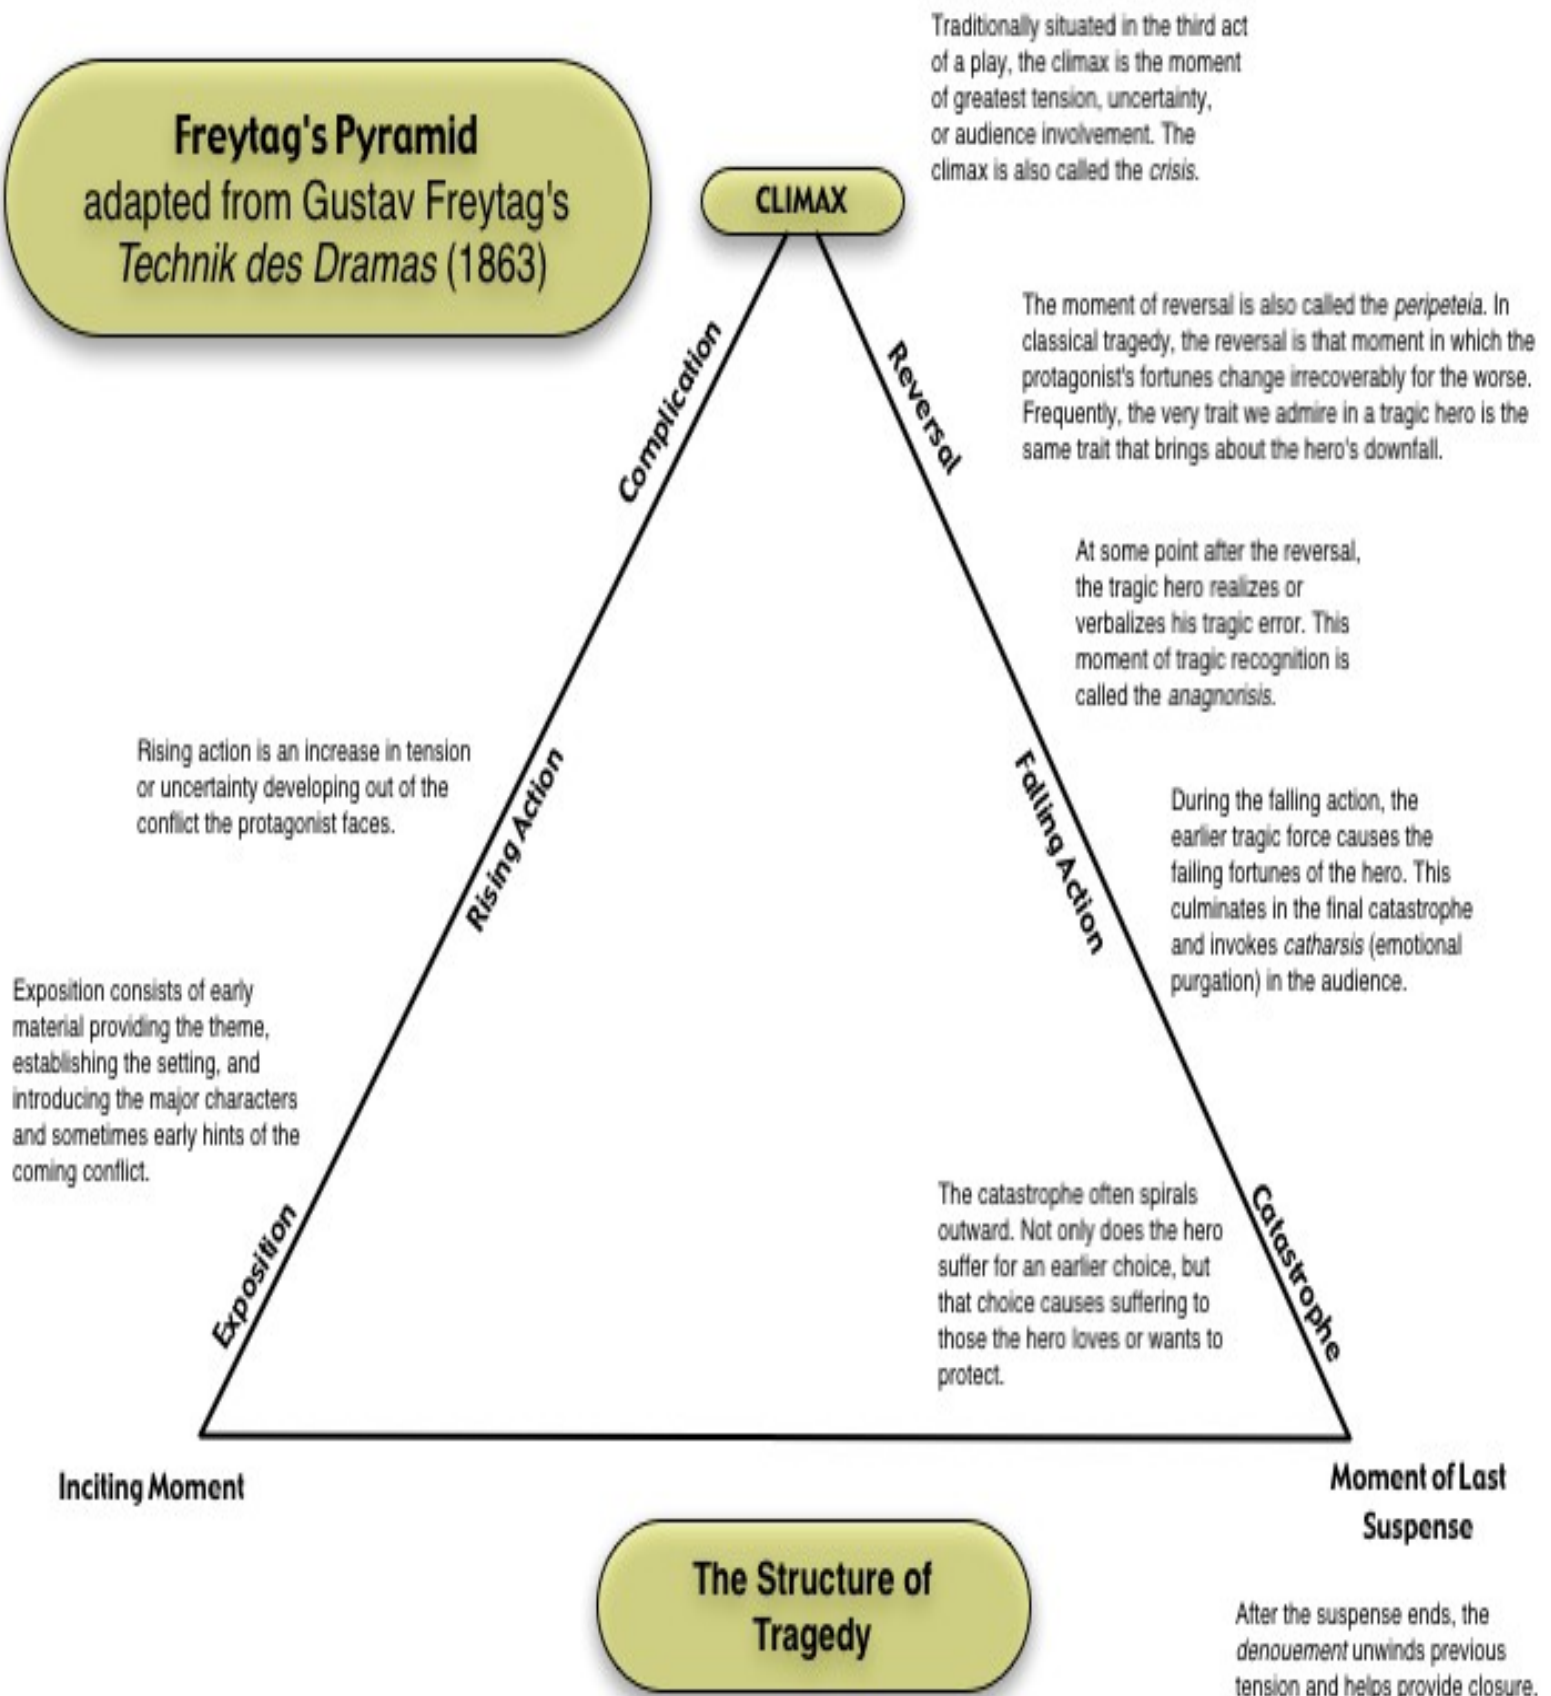 Freytag's Pyramid
adapted from Gustav Freytag's
Technik des Dramas (1863)
Traditionally situated in the third act
of a play, the climax is the moment
of greatest tension, uncertainty,
or audience involvement. The
climax is also called the crisis.
CLIMAX
Complication
Reversal
The moment of reversal is also called the peripeteia. In
classical tragedy, the reversal is that moment in which the
protagonist's fortunes change irrecoverably for the worse.
Frequently, the very trait we admire in a tragic hero is the
same trait that brings about the hero's downfall.
At some point after the reversal,
the tragic hero realizes or
verbalizes his tragic error. This
moment of tragic recognition is
called the anagnorisis.
Rising action is an increase in tension
or uncertainty developing out of the
conflict the protagonist faces.
Rising Action
Falling Action
During the falling action, the
earlier tragic force causes the
failing fortunes of the hero. This
culminates in the final catastrophe
and invokes catharsis (emotional
purgation) in the audience.
Exposition consists of early
material providing the theme,
establishing the setting, and
introducing the major characters
and sometimes early hints of the
coming conflict.
Exposition
The catastrophe often spirals
outward. Not only does the hero
suffer for an earlier choice, but
that choice causes suffering to
those the hero loves or wants to
protect.
Catastrophe
Inciting Moment
Moment of Last
Suspense
The Structure of
Tragedy
After the suspense ends, the
denouement unwinds previous
tension and helps provide closure.